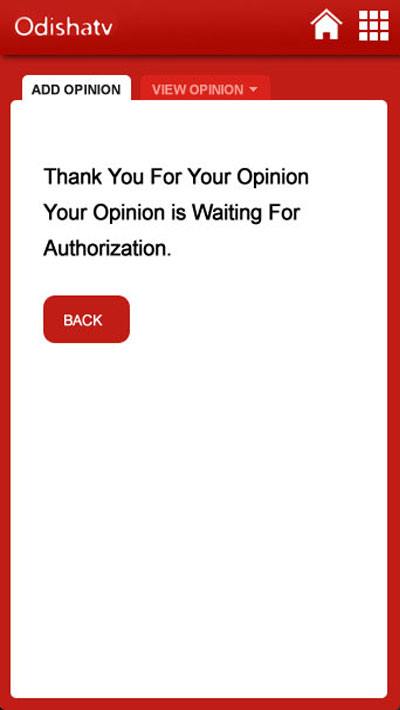 Odishatv
ADD OPINION
VIEW OPINION
Thank You For Your Opinion
Your Opinion is Waiting For
Authorization.
BACK